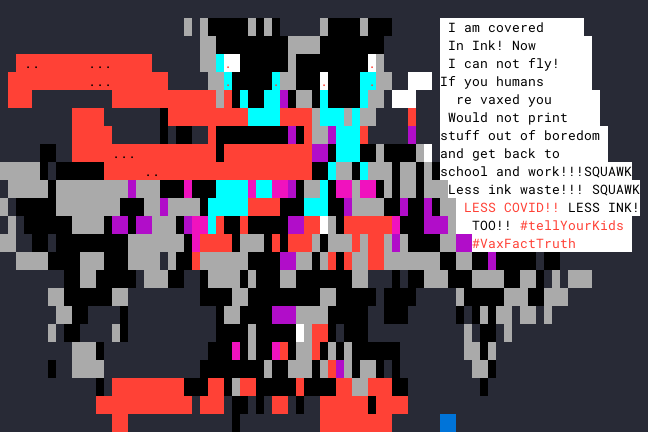 I am covered
In Ink! Now
I can not fly!
If you humans
re vaxed you
Would not print
stuff out of boredom
and get back to
school and work!!!SQUAWK
Less ink waste!!! SQUAWK
LESS COVID!! LESS INK!
TOO!! #tellYourKids
#VaxFactTruth